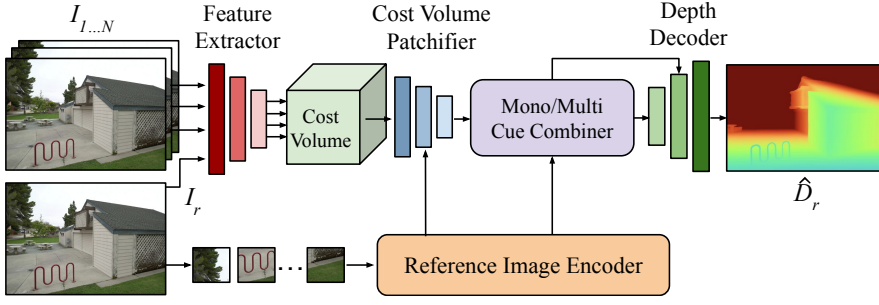 I1...N
Feature
Extractor
Cost Volume
Patchifier
Depth
Decoder
Cost
Volume
Mono/Multi
Cue Combiner
Ir
D̂r
...
Reference Image Encoder